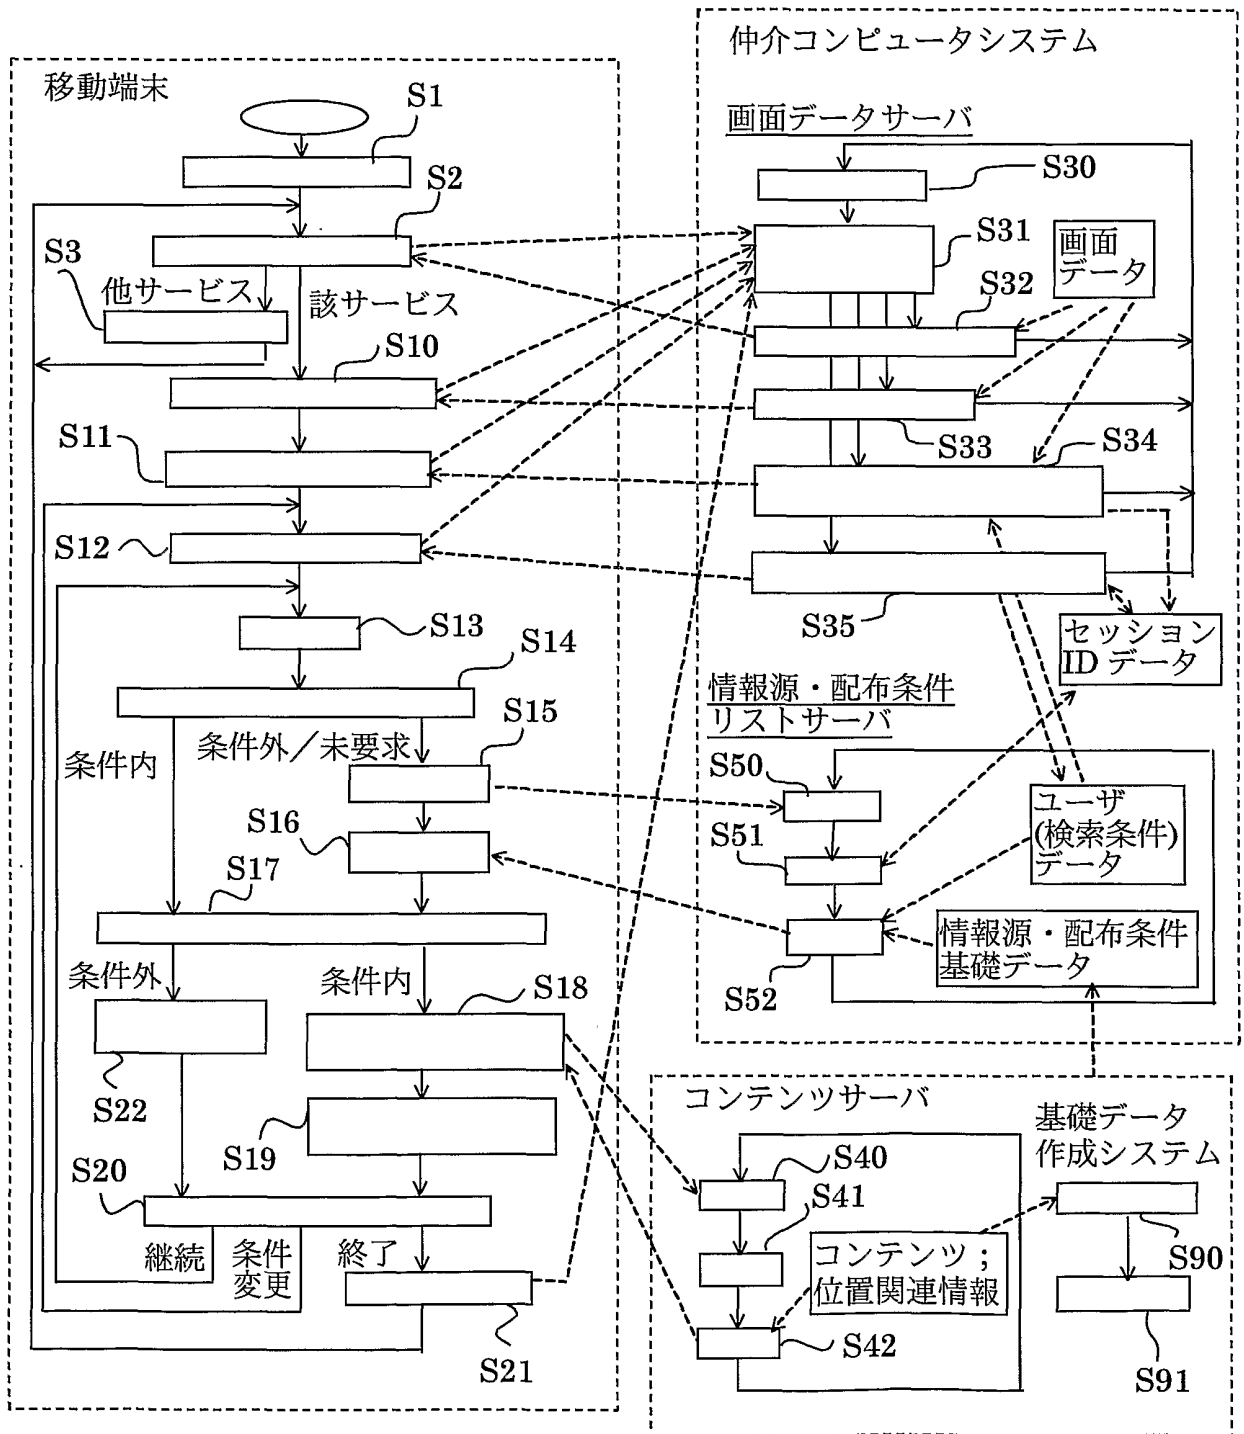 移動端末
S1
S2
S3
他サービス
該サービス
S10
S11
S12
S13
S14
条件内
条件外／未要求
S15
S16
S17
条件外
条件内
S18
S22
S19
S20
継続
条件
変更
終了
S21
仲介コンピュータシステム
画面データサーバ
S30
S31
画面
データ
S32
S33
S34
S35
セッション
IDデータ
情報源・配布条件
リストサーバ
S50
S51
ユーザ
(検索条件)
データ
情報源・配布条件
基礎データ
S52
コンテンツサーバ
基礎データ
作成システム
S40
S41
コンテンツ；
位置関連情報
S42
S90
S91